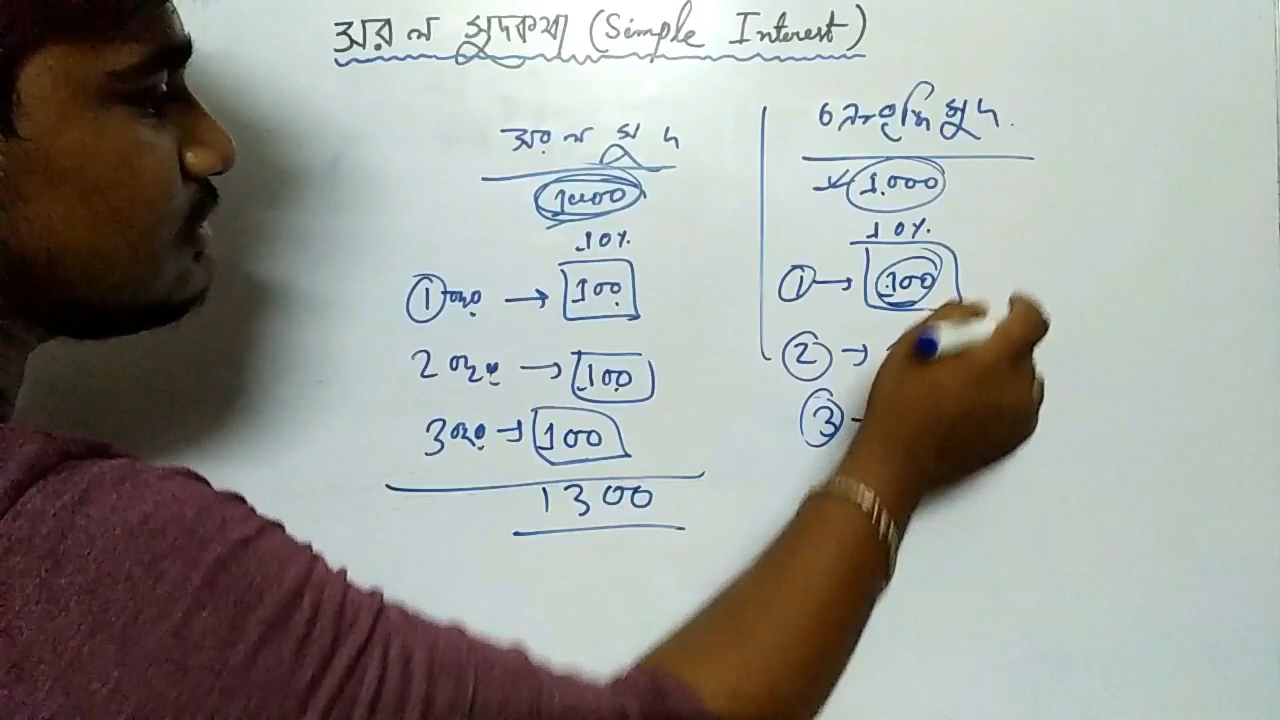 সরল সুদকষা (Simple Interest)
সরল সুদ
1000
10%
1 বছর → 100
2 বছর → 100
3 বছর → 100
1300
চক্রবৃদ্ধি সুদ
1000
10%
1 → 100
2 →
3